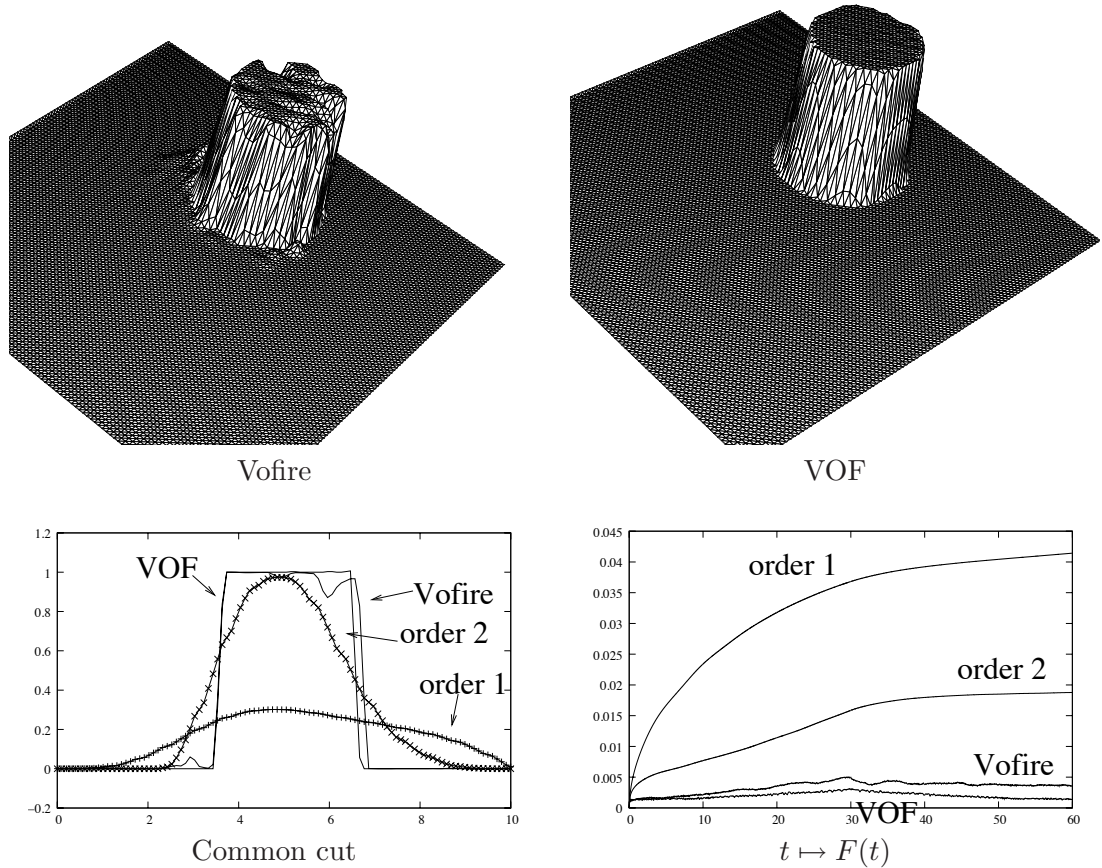 Vofire
VOF
1.2
1
0.8
0.6
0.4
0.2
0
−0.2
0 2 4 6 8 10
VOF
Vofire
order 2
order 1
Common cut
0.045
0.04
0.035
0.03
0.025
0.02
0.015
0.01
0.005
0
0 10 20 30 40 50 60
order 1
order 2
Vofire
VOF
t ↦ F(t)